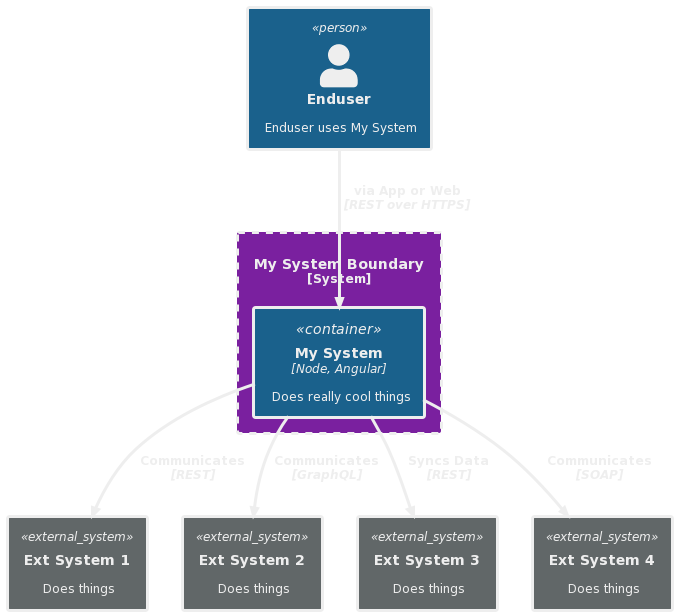 «person»
Enduser
Enduser uses My System
via App or Web
[REST over HTTPS]
My System Boundary
[System]
«container»
My System
[Node, Angular]
Does really cool things
Communicates
[REST]
Communicates
[GraphQL]
Syncs Data
[REST]
Communicates
[SOAP]
«external_system»
Ext System 1
Does things
«external_system»
Ext System 2
Does things
«external_system»
Ext System 3
Does things
«external_system»
Ext System 4
Does things